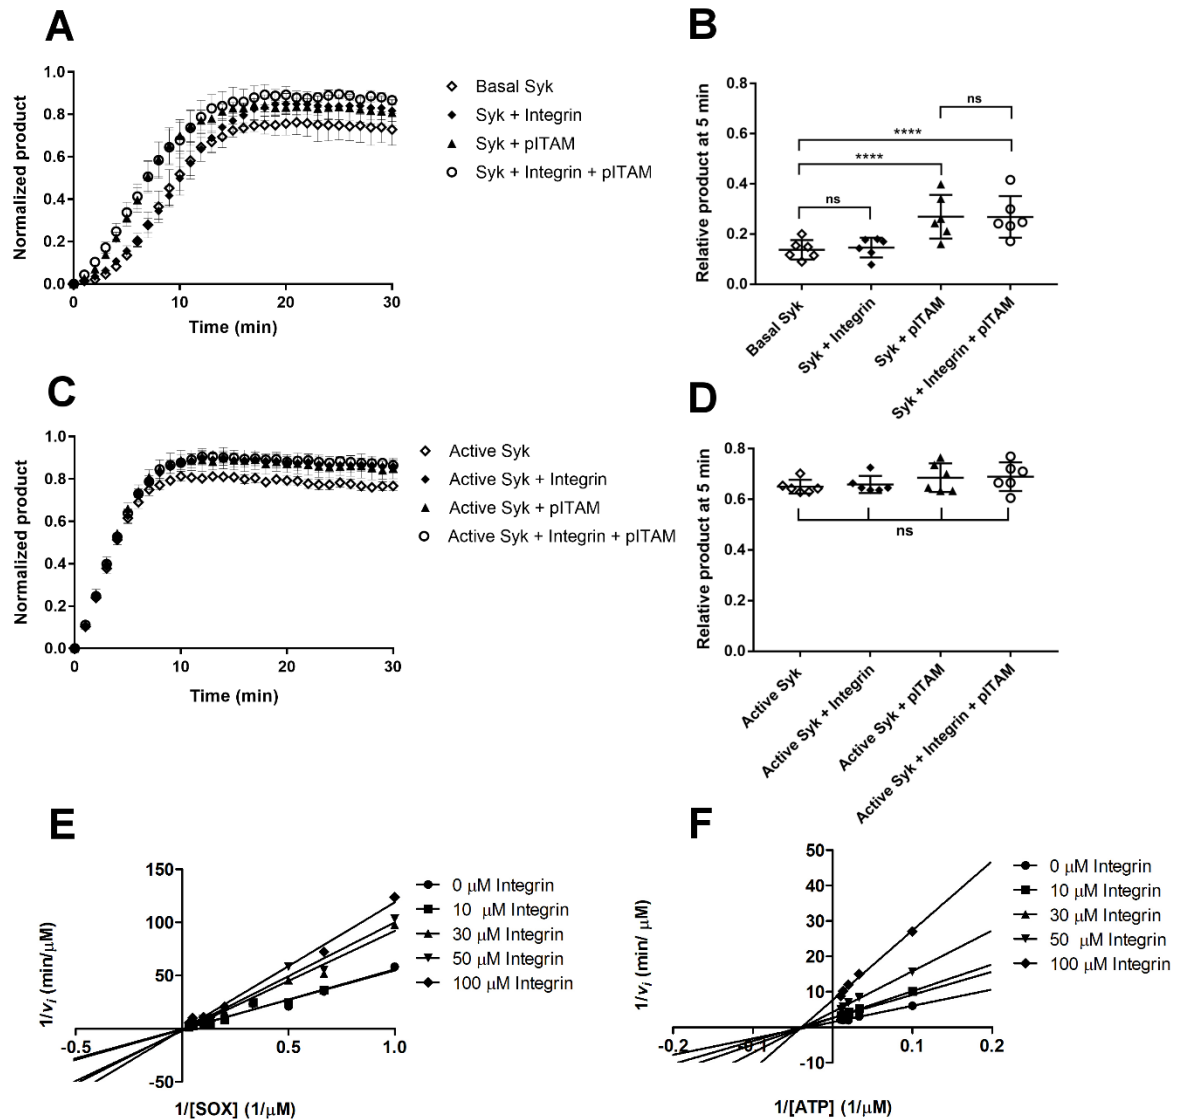 A
1.0
0.8
0.6
0.4
0.2
0.0
0 10 20 30
Normalized product
Time (min)
Basal Syk
Syk + Integrin
Syk + pITAM
Syk + Integrin + pITAM
B
0.8
0.6
0.4
0.2
0.0
Relative product at 5 min
ns
****
****
ns
Basal Syk
Syk + Integrin
Syk + pITAM
Syk + Integrin + pITAM
C
1.0
0.8
0.6
0.4
0.2
0.0
0 10 20 30
Normalized product
Time (min)
Active Syk
Active Syk + Integrin
Active Syk + pITAM
Active Syk + Integrin + pITAM
D
0.8
0.6
0.4
0.2
0.0
Relative product at 5 min
ns
Active Syk
Active Syk + Integrin
Active Syk + pITAM
Active Syk + Integrin + pITAM
E
150
100
50
-50
-0.5 0.5 1.0
1/vi (min/μM)
1/[SOX] (1/μM)
0 μM Integrin
10 μM Integrin
30 μM Integrin
50 μM Integrin
100 μM Integrin
F
50
40
30
20
10
-10
-0.2 -0.1 0.1 0.2
1/vi (min/ μM)
1/[ATP] (1/μM)
0 μM Integrin
10 μM Integrin
30 μM Integrin
50 μM Integrin
100 μM Integrin